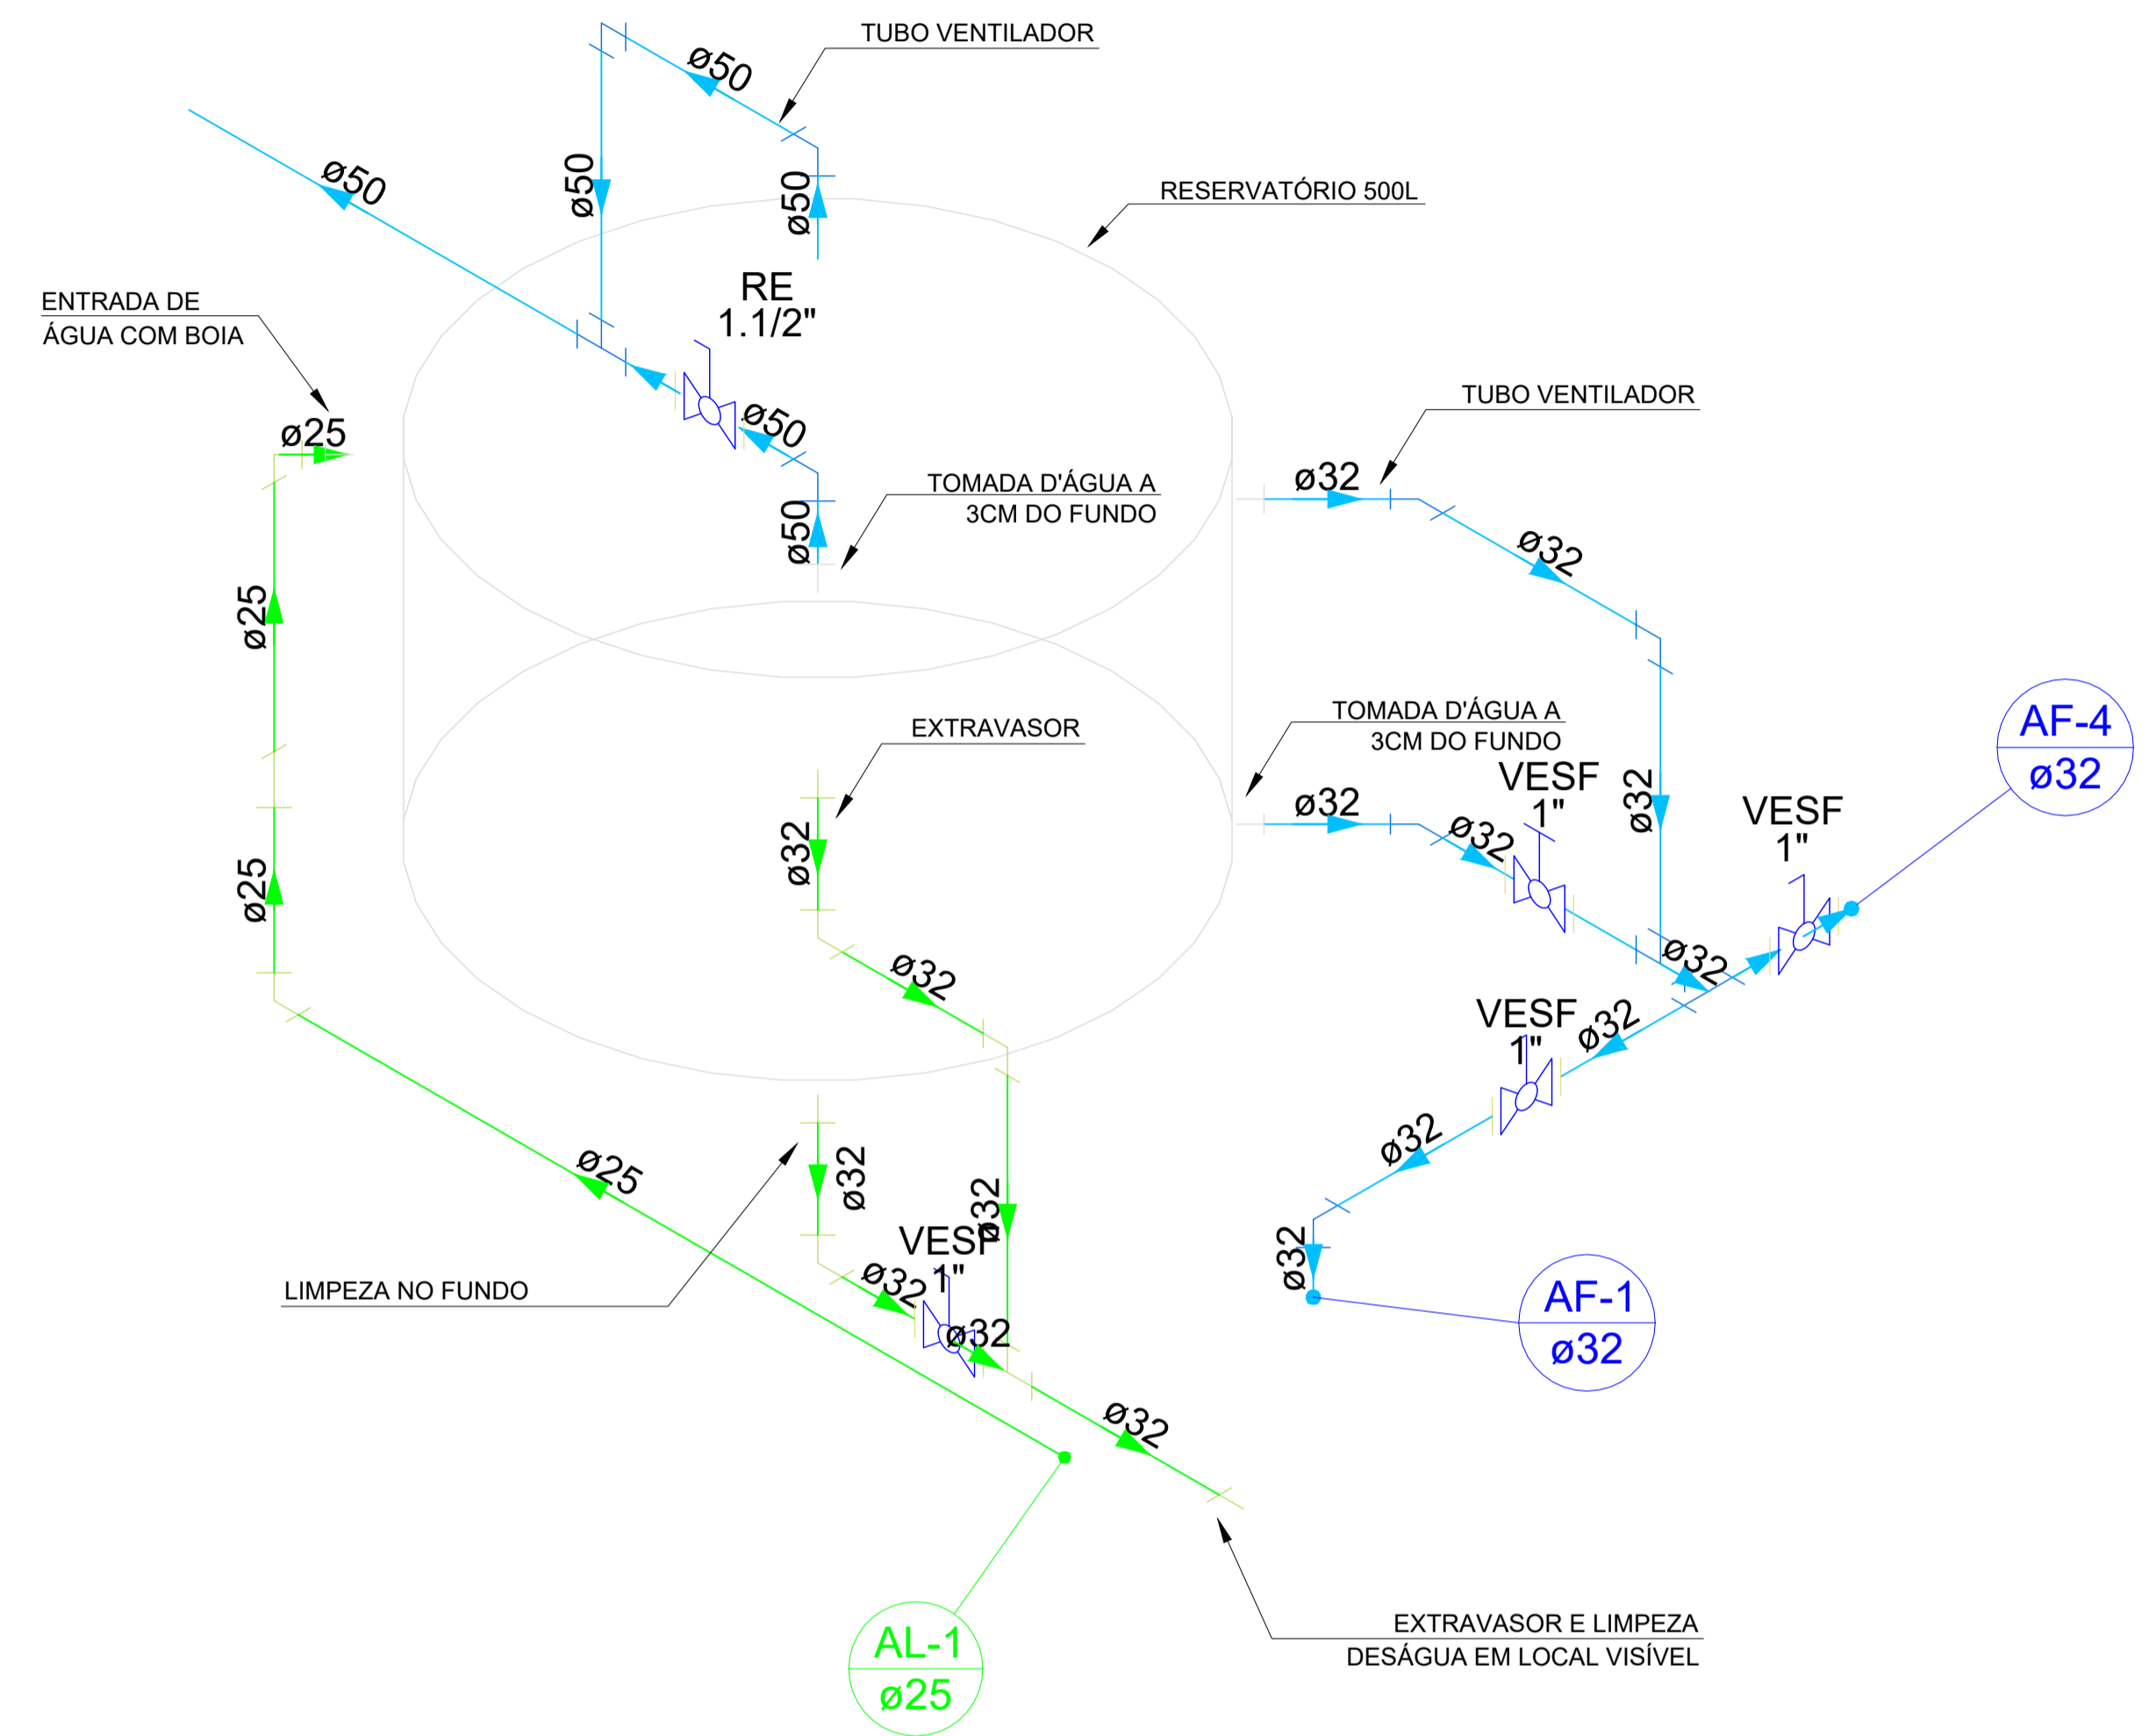 TUBO VENTILADOR
ø50
ø50
ø50
ø50
RESERVATÓRIO 500L
RE
1.1/2"
ENTRADA DE
ÁGUA COM BOIA
ø25
ø50
TUBO VENTILADOR
TOMADA D'ÁGUA A
3CM DO FUNDO
ø50
ø32
ø32
ø25
EXTRAVASOR
TOMADA D'ÁGUA A
3CM DO FUNDO
AF-4
ø32
VESF
1"
ø32
ø32
ø32
VESF
1"
ø32
ø25
ø32
ø32
VESF
1"
ø32
ø32
ø25
ø32
ø32
VESF
1"
ø32
LIMPEZA NO FUNDO
ø32
ø32
AF-1
ø32
ø32
AL-1
ø25
EXTRAVASOR E LIMPEZA
DESÁGUA EM LOCAL VISÍVEL